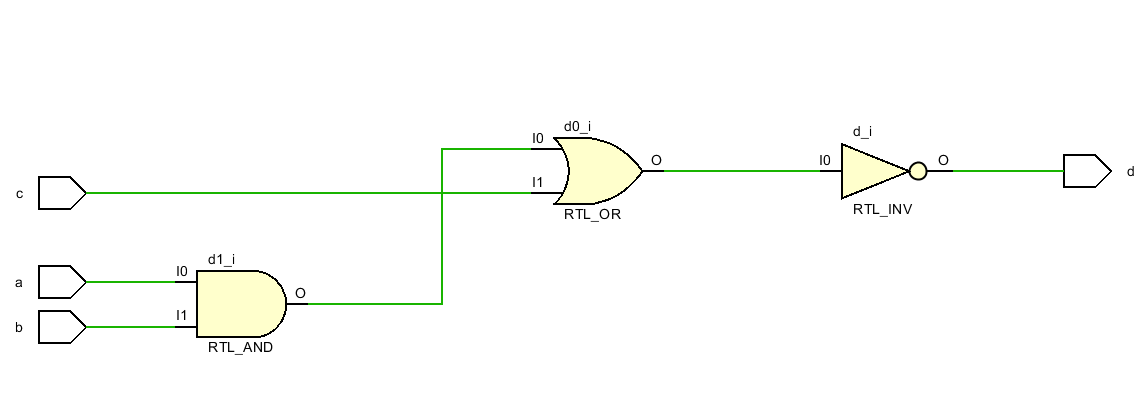 d0_i
d_i
I0
O
I0
O
d
c
I1
RTL_OR
RTL_INV
d1_i
a
I0
O
b
I1
RTL_AND